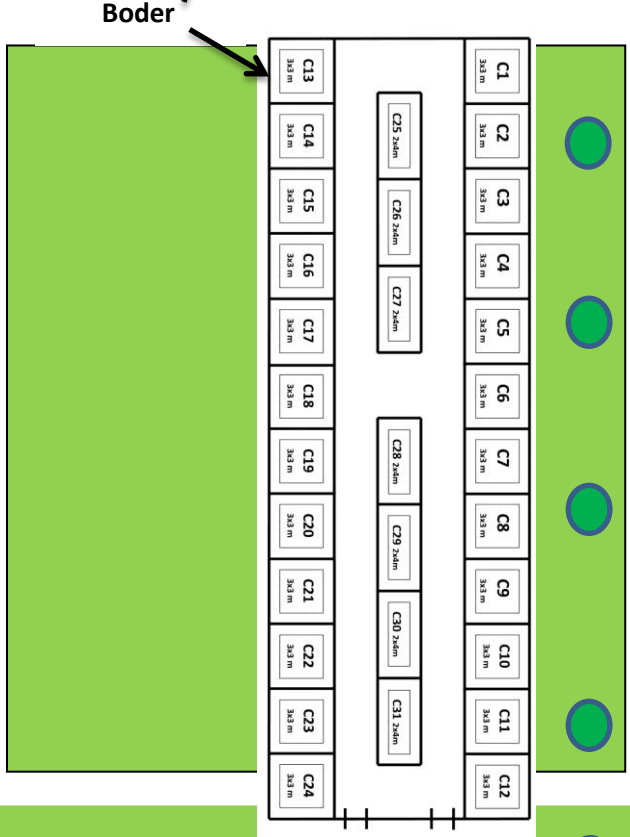 Boder
C13
3x3 m
C14
3x3 m
C15
3x3 m
C16
3x3 m
C17
3x3 m
C18
3x3 m
C19
3x3 m
C20
3x3 m
C21
3x3 m
C22
3x3 m
C23
3x3 m
C24
3x3 m
C25 2x4m
C26 2x4m
C27 2x4m
C28 2x4m
C29 2x4m
C30 2x4m
C31 2x4m
C1
3x3 m
C2
3x3 m
C3
3x3 m
C4
3x3 m
C5
3x3 m
C6
3x3 m
C7
3x3 m
C8
3x3 m
C9
3x3 m
C10
3x3 m
C11
3x3 m
C12
3x3 m